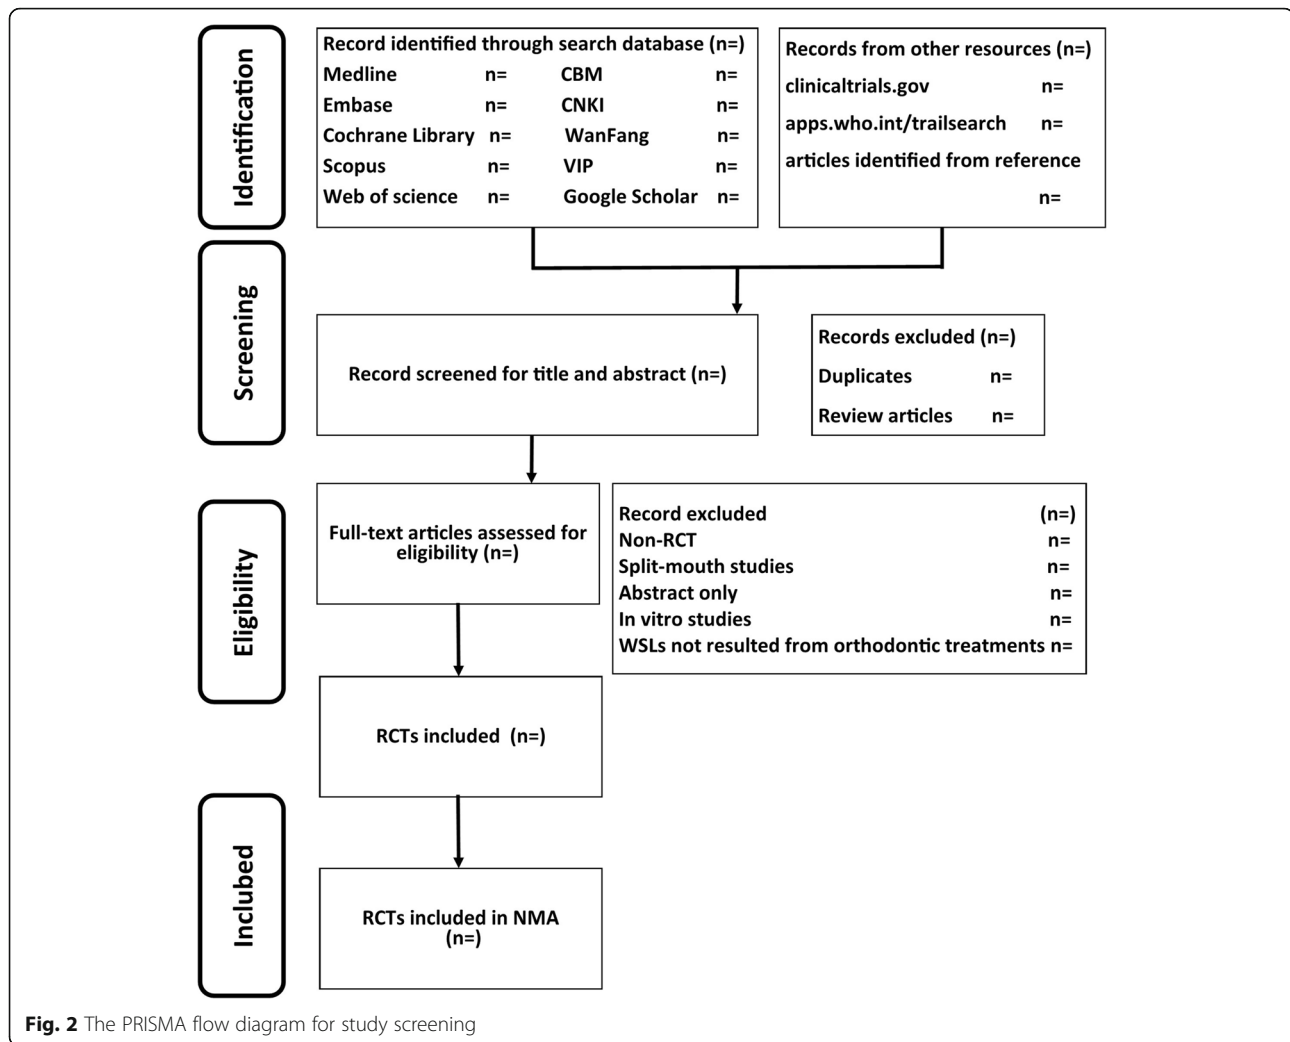 Identification
Record identified through search database (n=)
Medline n= CBM n=
Embase n= CNKI n=
Cochrane Library n= WanFang n=
Scopus n= VIP n=
Web of science n= Google Scholar n=
Records from other resources (n=)
clinicaltrials.gov n=
apps.who.int/trailsearch n=
articles identified from reference
n=
Screening
Record screened for title and abstract (n=)
Records excluded (n=)
Duplicates n=
Review articles n=
Eligibility
Full-text articles assessed for
eligibility (n=)
Record excluded (n=)
Non-RCT n=
Split-mouth studies n=
Abstract only n=
In vitro studies n=
WSLs not resulted from orthodontic treatments n=
RCTs included (n=)
Inclubed
RCTs included in NMA
(n=)
Fig. 2 The PRISMA flow diagram for study screening